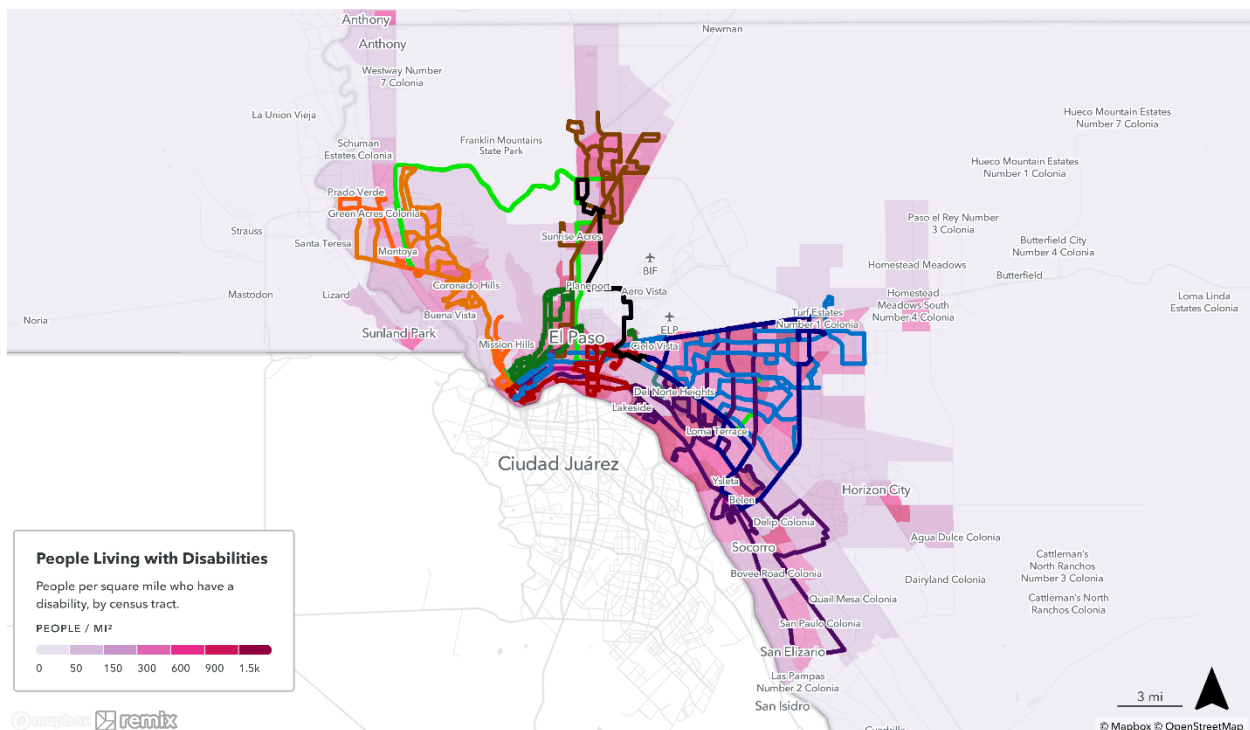 Anthony
Newman
Anthony
Westway Number
7 Colonia
La Union Vieja
Hueco Mountain Estates
Number 7 Colonia
Schuman
Estates Colonia
Franklin Mountains
State Park
Hueco Mountain Estates
Number 1 Colonia
Prado Verde
Green Acres Colonia
Paso el Rey Number
3 Colonia
Strauss
Santa Teresa
Sunrise Acres
Butterfield City
Number 4 Colonia
Montoya
BIF
Homestead Meadows
Butterfield
Coronado Hills
Planeport
Aero Vista
Mastodon
Lizard
Homestead
Meadows South
Number 4 Colonia
Loma Linda
Estates Colonia
Buena Vista
Turf Estates
Number 1 Colonia
Noria
Sunland Park
ELP
Mission Hills
El Paso
Cielo Vista
Del Norte Heights
Lakeside
Loma Terrace
Ciudad Juárez
Ysleta
Horizon City
Belen
Delip Colonia
Agua Dulce Colonia
Socorro
Cattleman's
North Ranchos
Number 3 Colonia
Bovee Road Colonia
Dairyland Colonia
Quail Mesa Colonia
Cattleman's North
Ranchos Colonia
San Paulo Colonia
San Elizario
Las Pampas
Number 2 Colonia
San Isidro
People Living with Disabilities
People per square mile who have a
disability, by census tract.
PEOPLE / MI²
0 50 150 300 600 900 1.5k
mapbox remix
3 mi
© Mapbox © OpenStreetMap